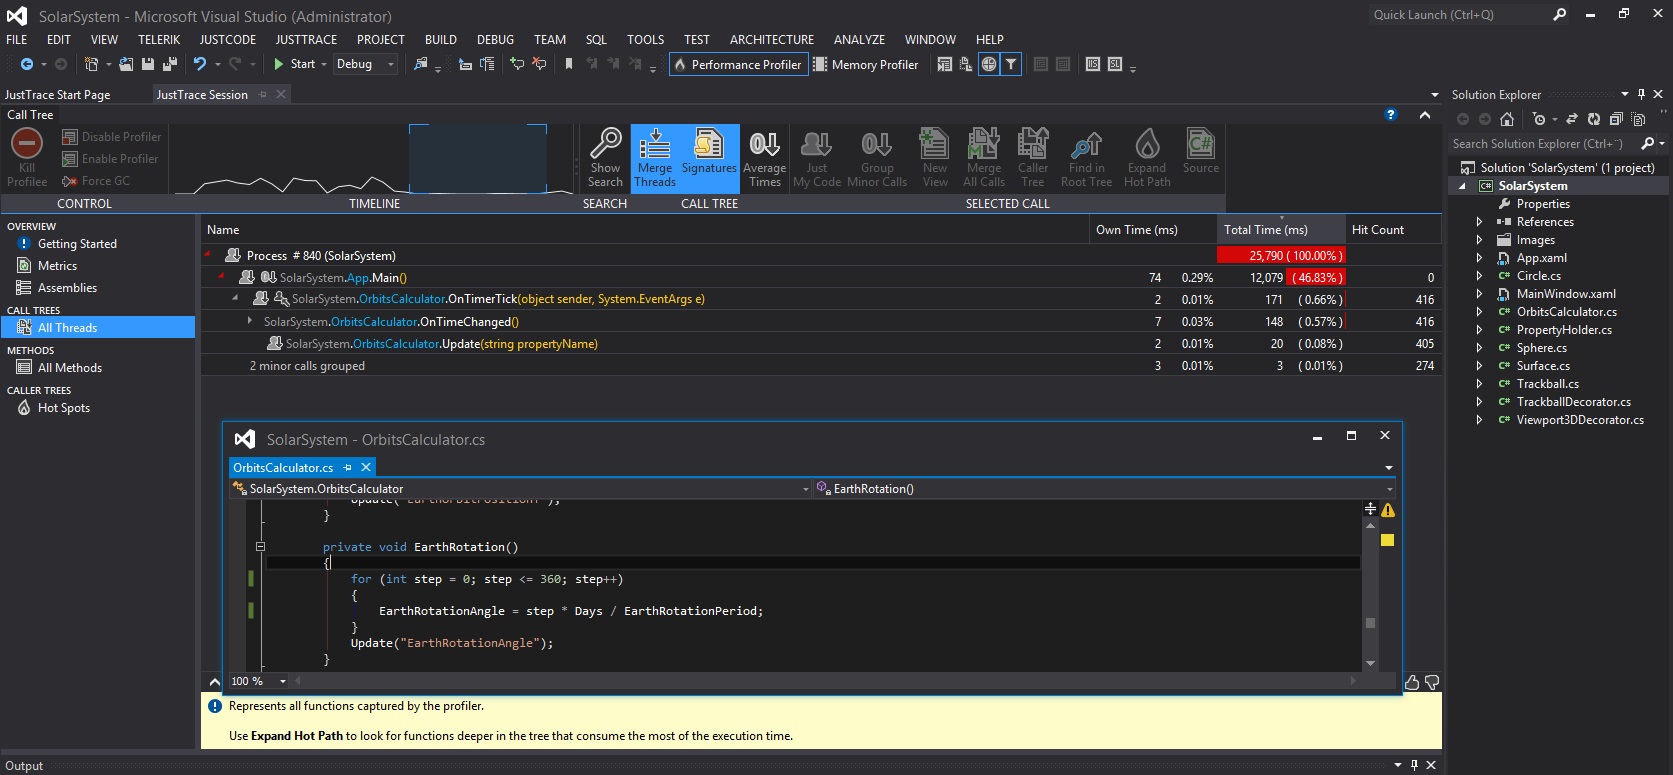 SolarSystem - Microsoft Visual Studio (Administrator)
Quick Launch (Ctrl+Q)
FILE EDIT VIEW TELERIK JUSTCODE JUSTTRACE PROJECT BUILD DEBUG TEAM SQL TOOLS TEST ARCHITECTURE ANALYZE WINDOW HELP
Start Debug Performance Profiler Memory Profiler
JustTrace Start Page JustTrace Session
Call Tree
Kill Profilee
Disable Profiler
Enable Profiler
Force GC
Show Search
Merge Threads
Signatures
Average Times
Just My Code
Group Minor Calls
New View
Merge All Calls
Caller Tree
Find in Root Tree
Expand Hot Path
Source
CONTROL TIMELINE SEARCH CALL TREE SELECTED CALL
OVERVIEW
Getting Started
Metrics
Assemblies
CALL TREES
All Threads
METHODS
All Methods
CALLER TREES
Hot Spots
Name Own Time (ms) Total Time (ms) Hit Count
Process # 840 (SolarSystem) 25,790 ( 100.00% )
SolarSystem.App.Main() 74 0.29% 12,079 ( 46.83% ) 0
SolarSystem.OrbitsCalculator.OnTimerTick(object sender, System.EventArgs e) 2 0.01% 171 ( 0.66% ) 416
SolarSystem.OrbitsCalculator.OnTimeChanged() 7 0.03% 148 ( 0.57% ) 416
SolarSystem.OrbitsCalculator.Update(string propertyName) 2 0.01% 20 ( 0.08% ) 405
2 minor calls grouped 3 0.01% 3 ( 0.01% ) 274
SolarSystem - OrbitsCalculator.cs
OrbitsCalculator.cs
SolarSystem.OrbitsCalculator EarthRotation()
}
private void EarthRotation()
{
for (int step = 0; step <= 360; step++)
{
EarthRotationAngle = step * Days / EarthRotationPeriod;
}
Update("EarthRotationAngle");
}
100 %
Represents all functions captured by the profiler.
Use Expand Hot Path to look for functions deeper in the tree that consume the most of the execution time.
Output
Solution Explorer
Search Solution Explorer (Ctrl+¨)
Solution 'SolarSystem' (1 project)
SolarSystem
Properties
References
Images
App.xaml
Circle.cs
MainWindow.xaml
OrbitsCalculator.cs
PropertyHolder.cs
Sphere.cs
Surface.cs
Trackball.cs
TrackballDecorator.cs
Viewport3DDecorator.cs